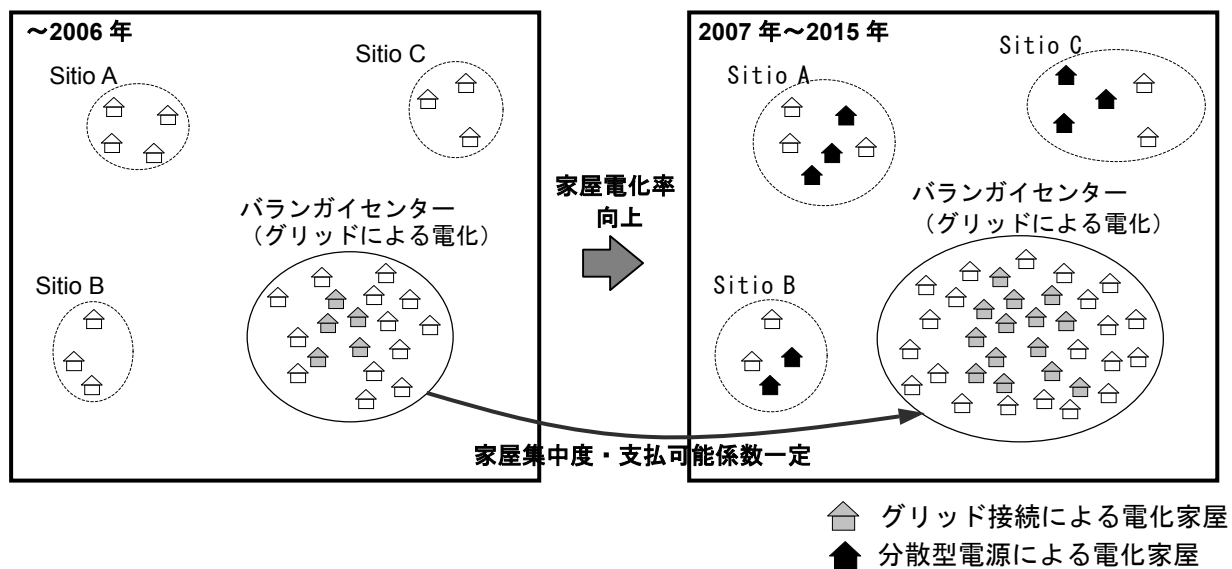 ～2006 年
Sitio A
Sitio C
バランガイセンター
（グリッドによる電化）
Sitio B
家屋電化率
向上
2007 年～2015 年
Sitio A
Sitio C
バランガイセンター
（グリッドによる電化）
Sitio B
家屋集中度・支払可能係数一定
グリッド接続による電化家屋
分散型電源による電化家屋